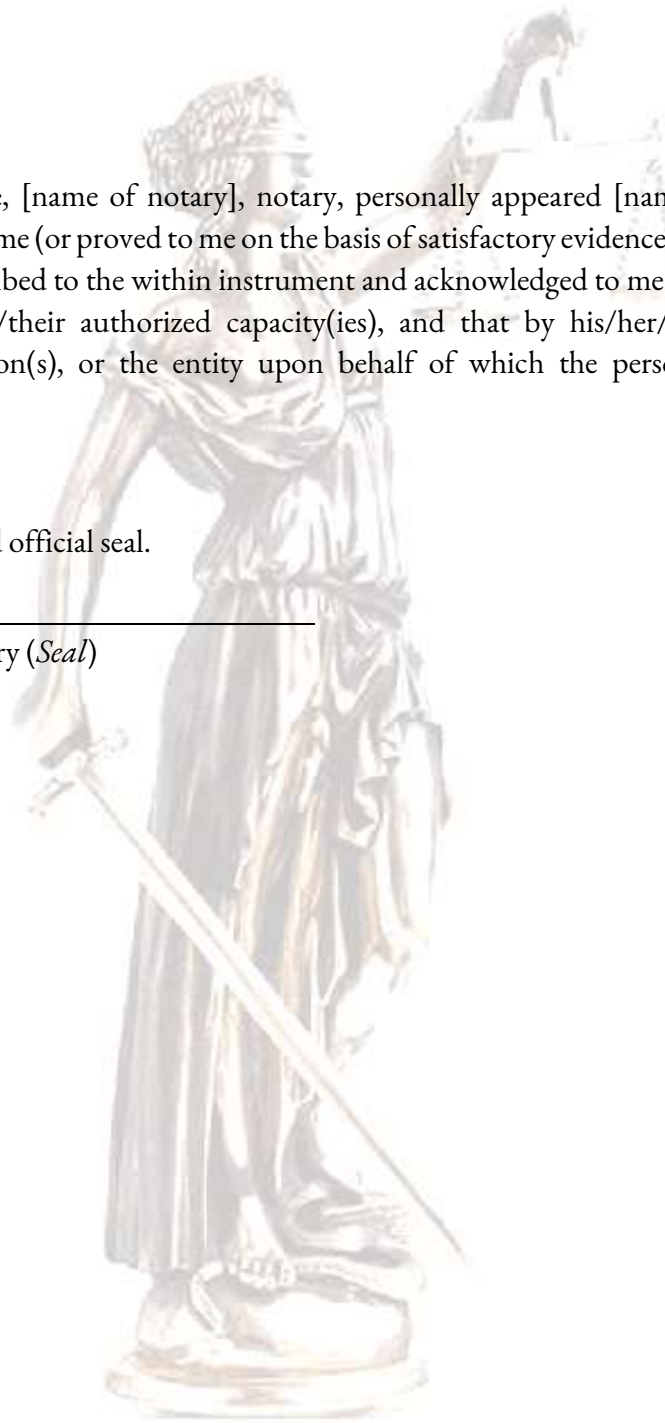 , [name of notary], notary, personally appeared [nam
me (or proved to me on the basis of satisfactory evidence
bed to the within instrument and acknowledged to me
/their authorized capacity(ies), and that by his/her/
on(s), or the entity upon behalf of which the pers
official seal.
ry (Seal)